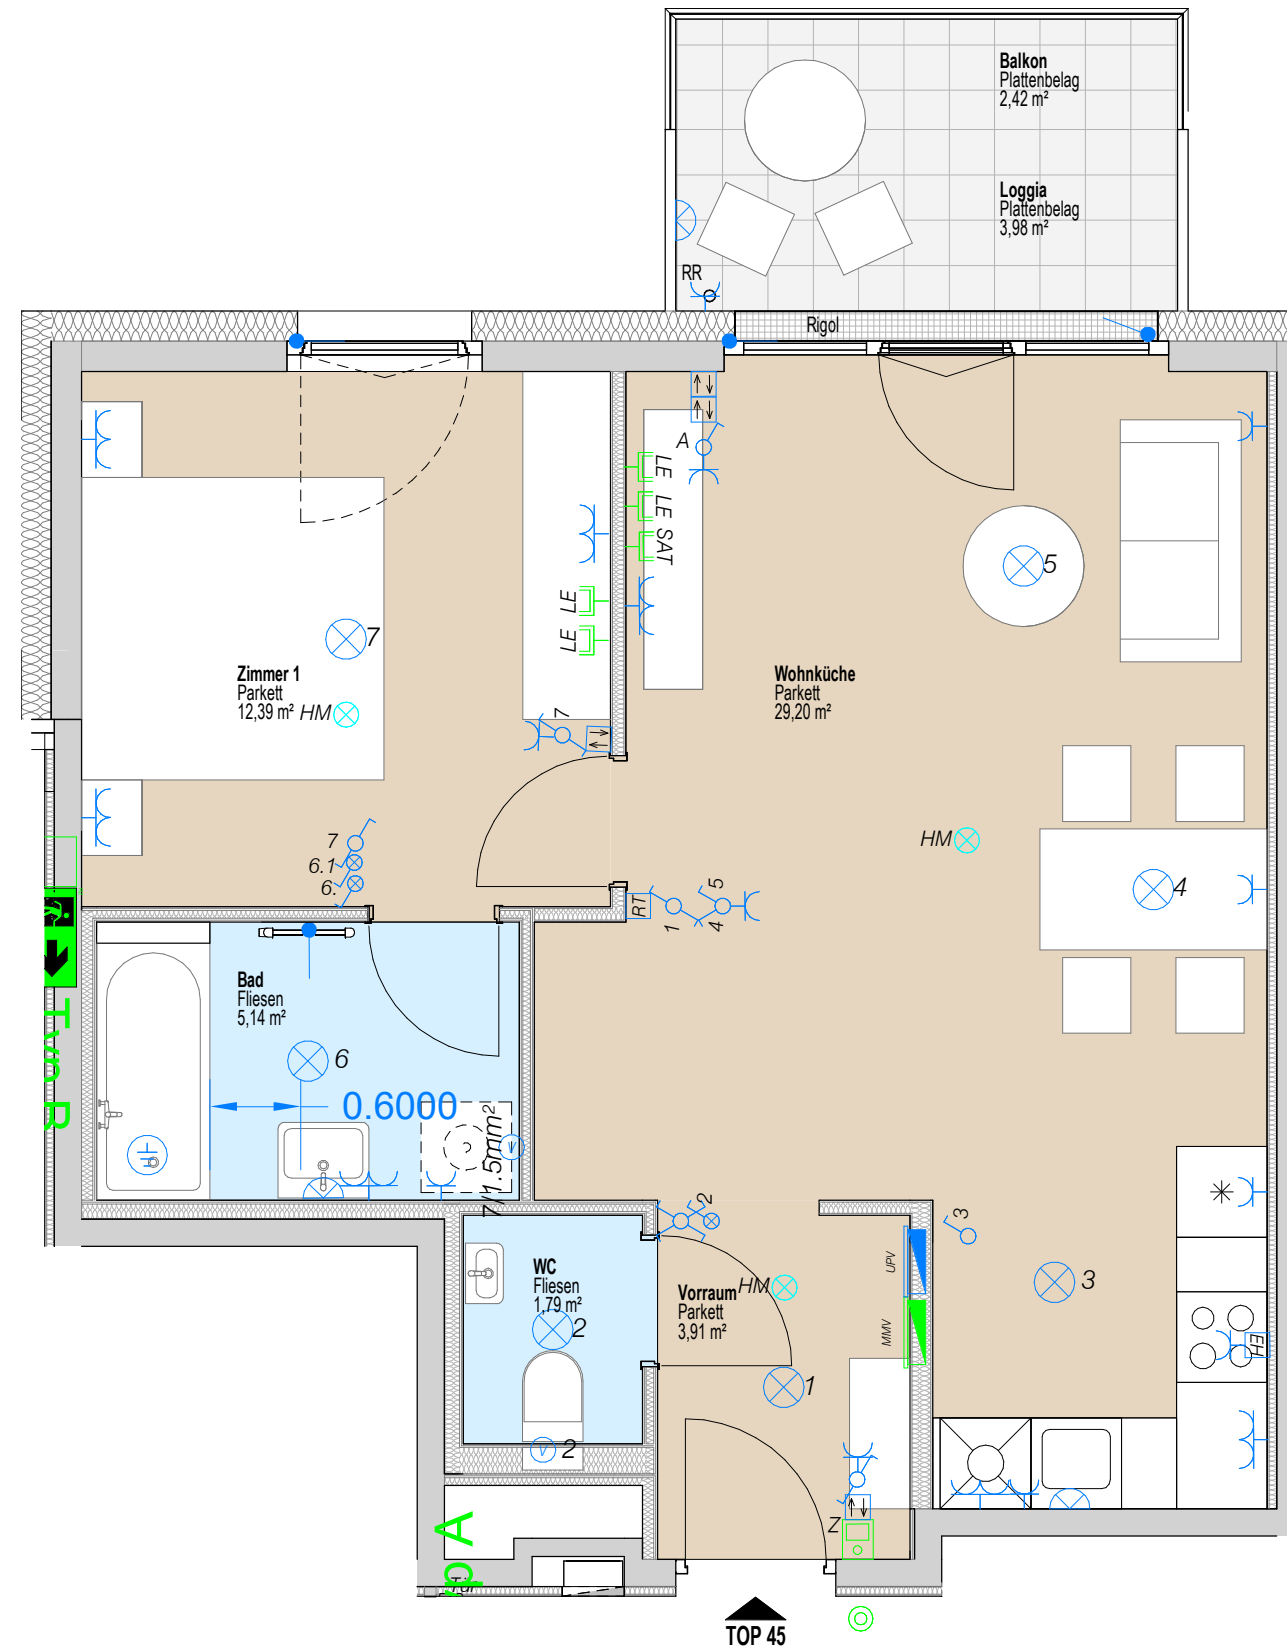 Balkon
Plattenbelag
2,42 m²
Loggia
Plattenbelag
3,98 m²
RR
Rigol
A
LE
LE
SAT
LE
LE
5
7
Zimmer 1
Parkett
12,39 m²
HM
7
Wohnküche
Parkett
29,20 m²
HM
7
6.1
6.
RT
1
4
5
4
Bad
Fliesen
5,14 m²
6
0.6000
7/1.5mm²
V
2
3
3
WC
Fliesen
1,79 m²
2
Vorraum
Parkett
3,91 m²
HM
UPV
MMV
EH
1
V
2
Z
A
Tür
TOP 45